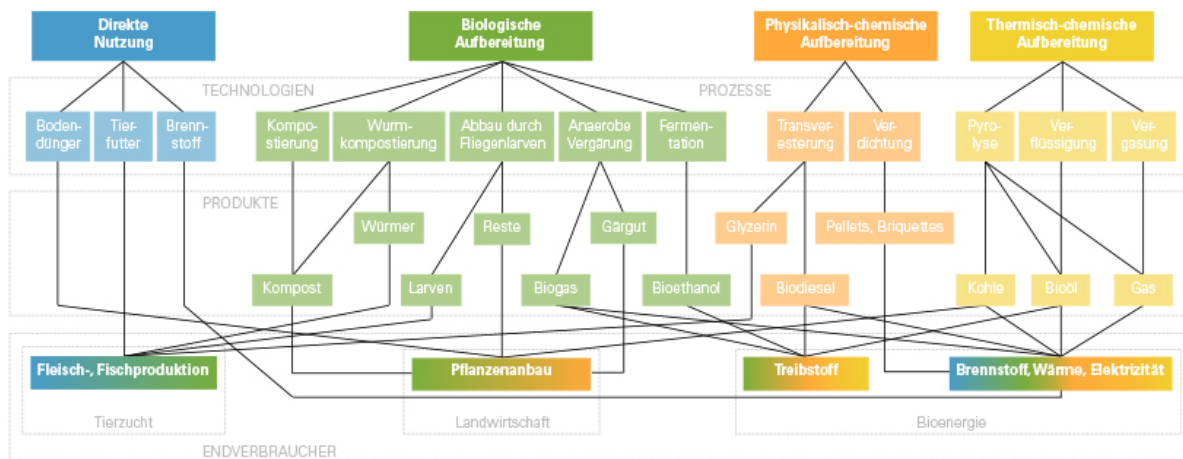 Direkte
Nutzung
Biologische
Aufbereitung
Physikalisch-chemische
Aufbereitung
Thermisch-chemische
Aufbereitung
TECHNOLOGIEN
PROZESSE
Boden-
dünger
Tier-
futter
Brenn-
stoff
Kompo-
stierung
Wurm-
kompostierung
Abbau durch
Fliegenlarven
Anaerobe
Vergärung
Fermen-
tation
Transver-
esterung
Ver-
dichtung
Pyro-
lyse
Ver-
flüssigung
Ver-
gasung
PRODUKTE
Würmer
Reste
Gärgut
Glyzerin
Pellets, Briquettes
Kompost
Larven
Biogas
Bioethanol
Biodiesel
Kohle
Bioöl
Gas
Fleisch-, Fischproduktion
Pflanzenanbau
Treibstoff
Brennstoff, Wärme, Elektrizität
Tierzucht
Landwirtschaft
Bioenergie
ENDVERBRAUCHER